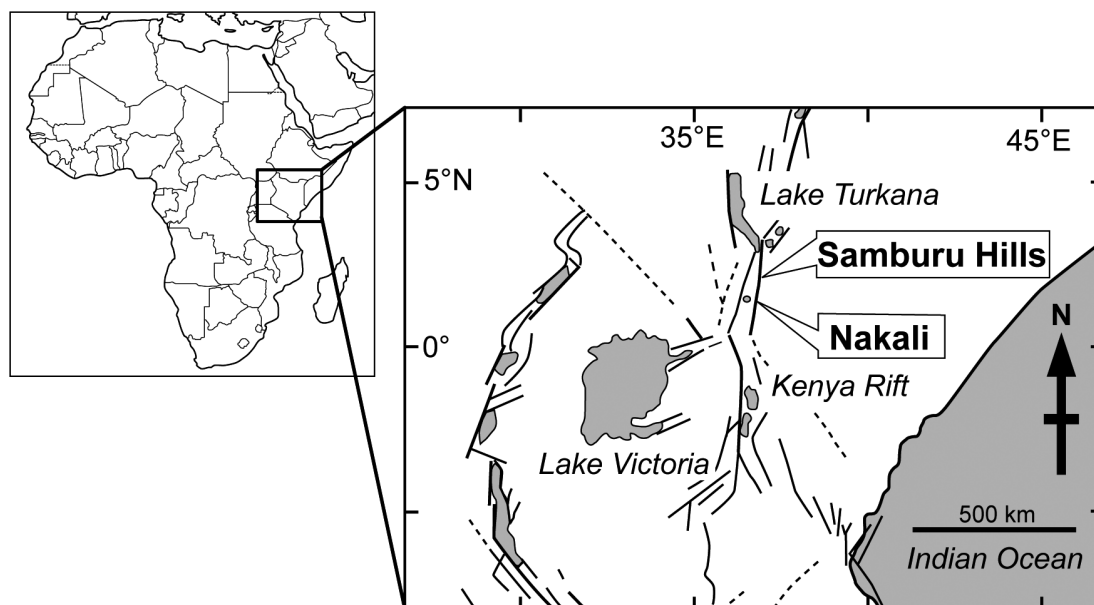 35°E
45°E
5°N
Lake Turkana
Samburu Hills
N
0°
Nakali
Kenya Rift
Lake Victoria
500 km
Indian Ocean